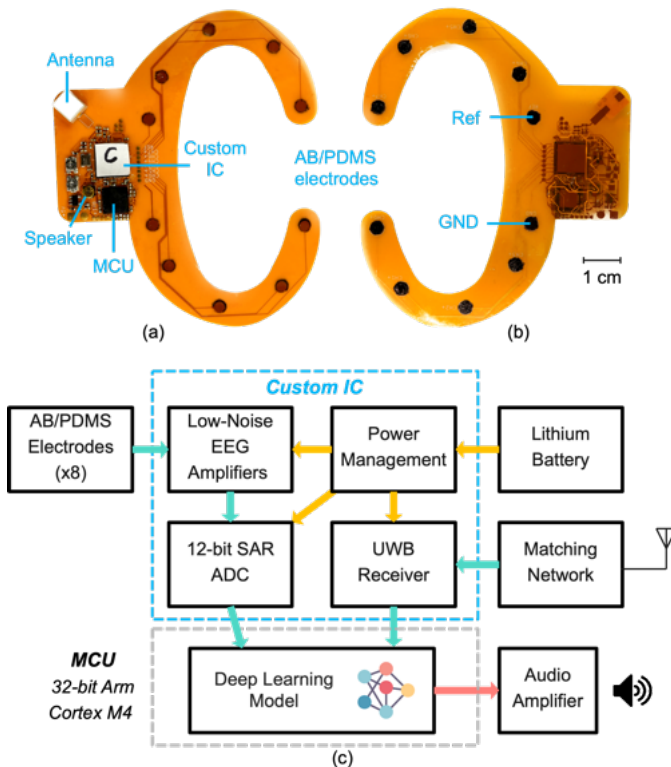 Antenna
C
Custom
IC
Speaker
MCU
(a)
AB/PDMS
electrodes
Ref
GND
1 cm
(b)
Custom IC
AB/PDMS
Electrodes
(x8)
Low-Noise
EEG
Amplifiers
Power
Management
Lithium
Battery
12-bit SAR
ADC
UWB
Receiver
Matching
Network
MCU
32-bit Arm
Cortex M4
Deep Learning
Model
Audio
Amplifier
(c)